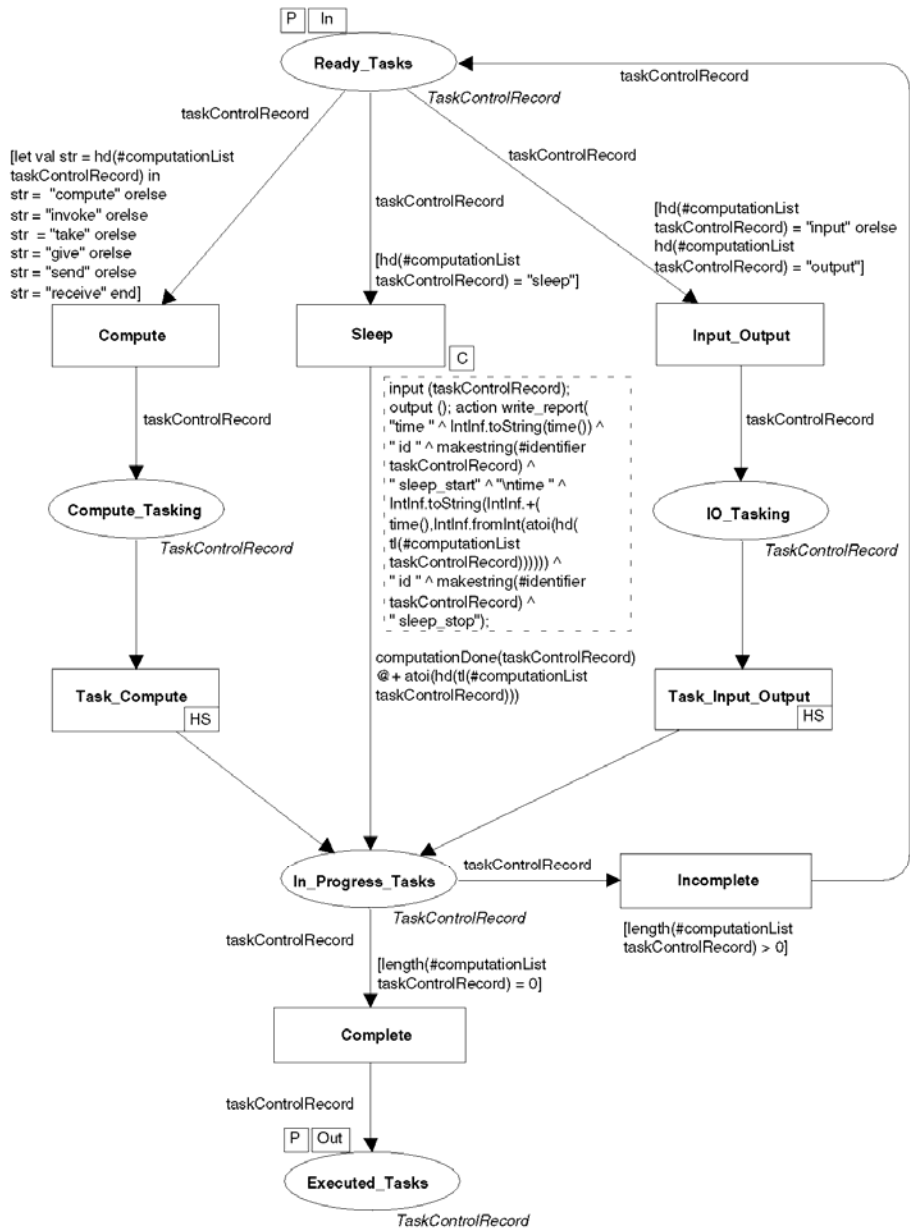 P In
Ready_Tasks
taskControlRecord
TaskControlRecord
taskControlRecord
taskControlRecord
[let val str = hd(#computationList
taskControlRecord) in
str = "compute" orelse
str = "invoke" orelse
str = "take" orelse
str = "give" orelse
str = "send" orelse
str = "receive" end]
taskControlRecord
[hd(#computationList
taskControlRecord) = "sleep"]
[hd(#computationList
taskControlRecord) = "input" orelse
hd(#computationList
taskControlRecord) = "output"]
Compute
Sleep
Input_Output
C
input (taskControlRecord);
output (); action write_report(
"time " ^ IntInf.toString(time()) ^
" id " ^ makestring(#identifier
taskControlRecord) ^
" sleep_start" ^ "\ntime " ^
IntInf.toString(IntInf.+(
time(),IntInf.fromInt(atoi(hd(
tl(#computationList
taskControlRecord)))))) ^
" id " ^ makestring(#identifier
taskControlRecord) ^
" sleep_stop");
taskControlRecord
taskControlRecord
Compute_Tasking
TaskControlRecord
IO_Tasking
TaskControlRecord
computationDone(taskControlRecord)
@+ atoi(hd(tl(#computationList
taskControlRecord)))
Task_Compute
HS
Task_Input_Output
HS
In_Progress_Tasks
TaskControlRecord
taskControlRecord
Incomplete
[length(#computationList
taskControlRecord) > 0]
taskControlRecord
[length(#computationList
taskControlRecord) = 0]
Complete
taskControlRecord
P Out
Executed_Tasks
TaskControlRecord